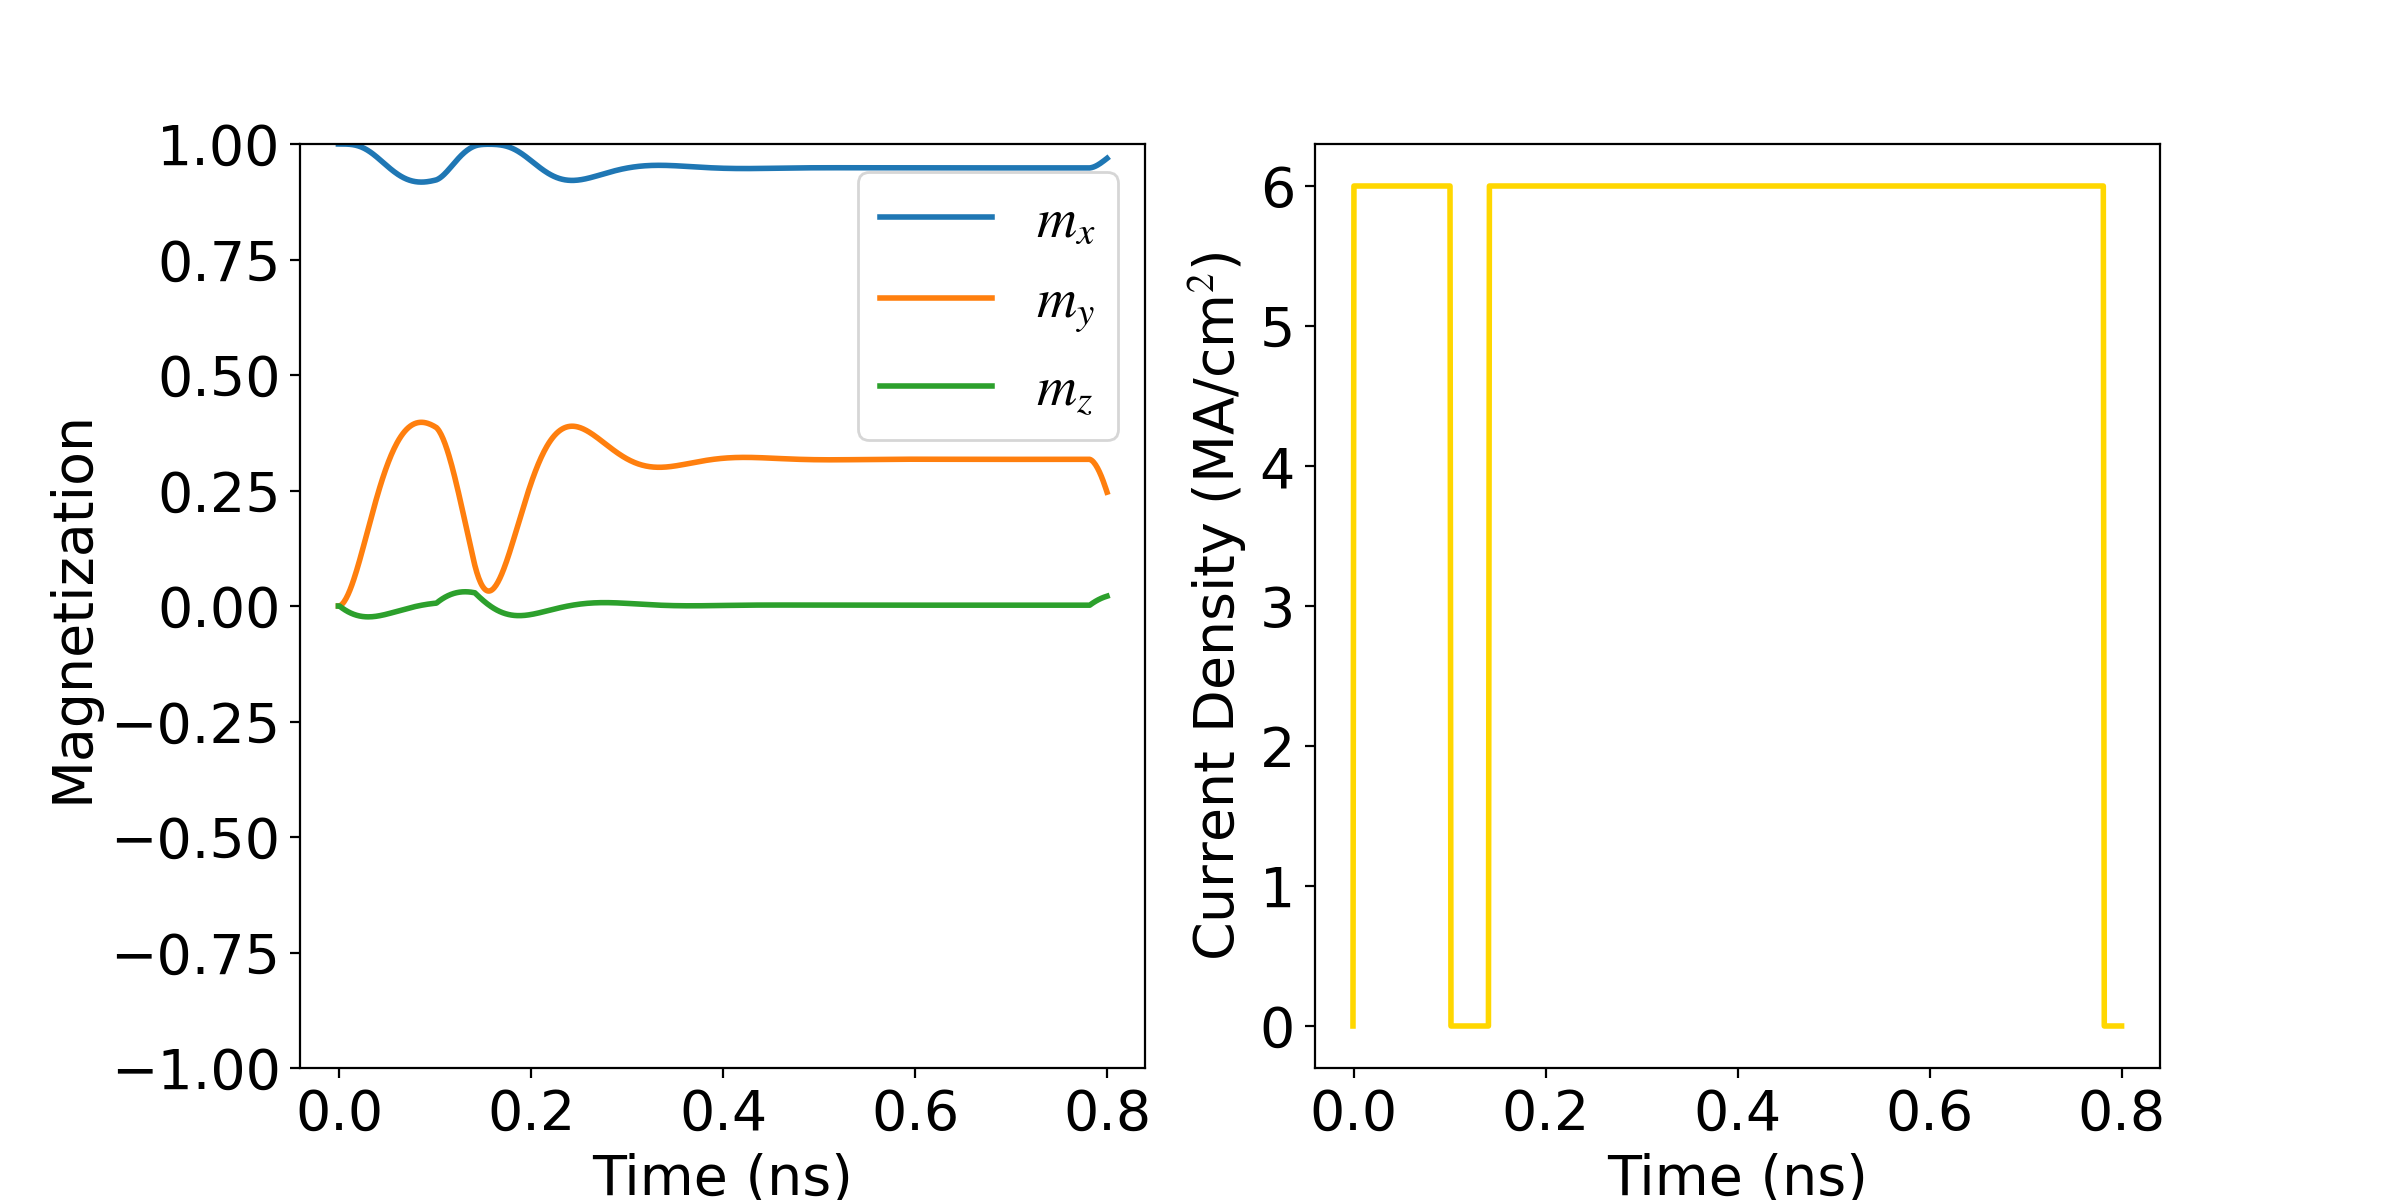 Magnetization
1.00
0.75
0.50
0.25
0.00
−0.25
−0.50
−0.75
−1.00
0.0 0.2 0.4 0.6 0.8
Time (ns)
m_x
m_y
m_z
Current Density (MA/cm²)
6
5
4
3
2
1
0
0.0 0.2 0.4 0.6 0.8
Time (ns)